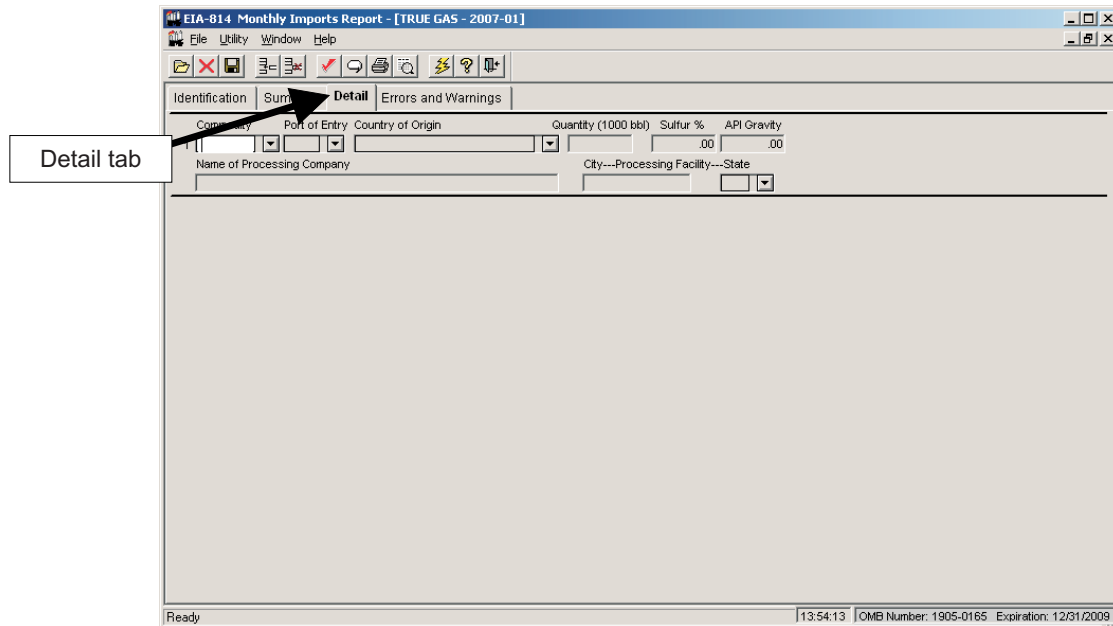 EIA-814 Monthly Imports Report - [TRUE GAS - 2007-01]
File Utility Window Help
Identification Detail Errors and Warnings
Port of Entry Country of Origin Quantity (1000 bbl) Sulfur % API Gravity
.00 .00
Detail tab
Name of Processing Company City---Processing Facility---State
Ready 13:54:13 OMB Number: 1905-0165 Expiration: 12/31/2009